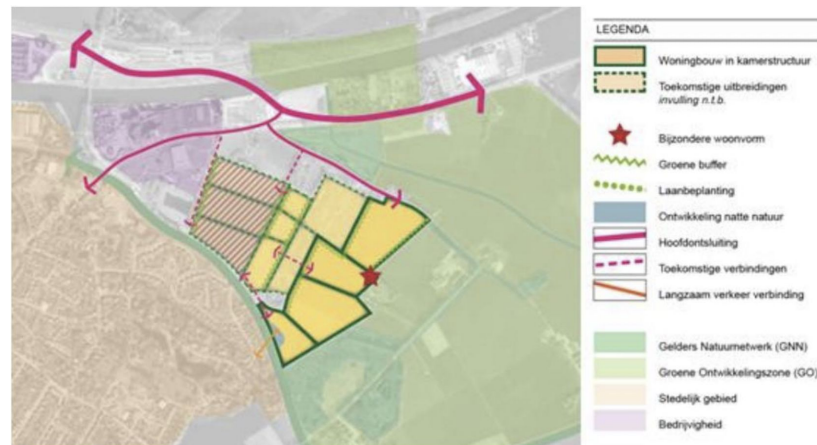 LEGENDA
Woningbouw in kamerstructuur
Toekomstige uitbreidingen
invulling n.t.b.
Bijzondere woonvorm
Groene buffer
Laanbeplanting
Ontwikkeling natte natuur
Hoofdontsluiting
Toekomstige verbindingen
Langzaam verkeer verbinding
Gelders Natuurnetwerk (GNN)
Groene Ontwikkelingszone (GO)
Stedelijk gebied
Bedrijvigheid